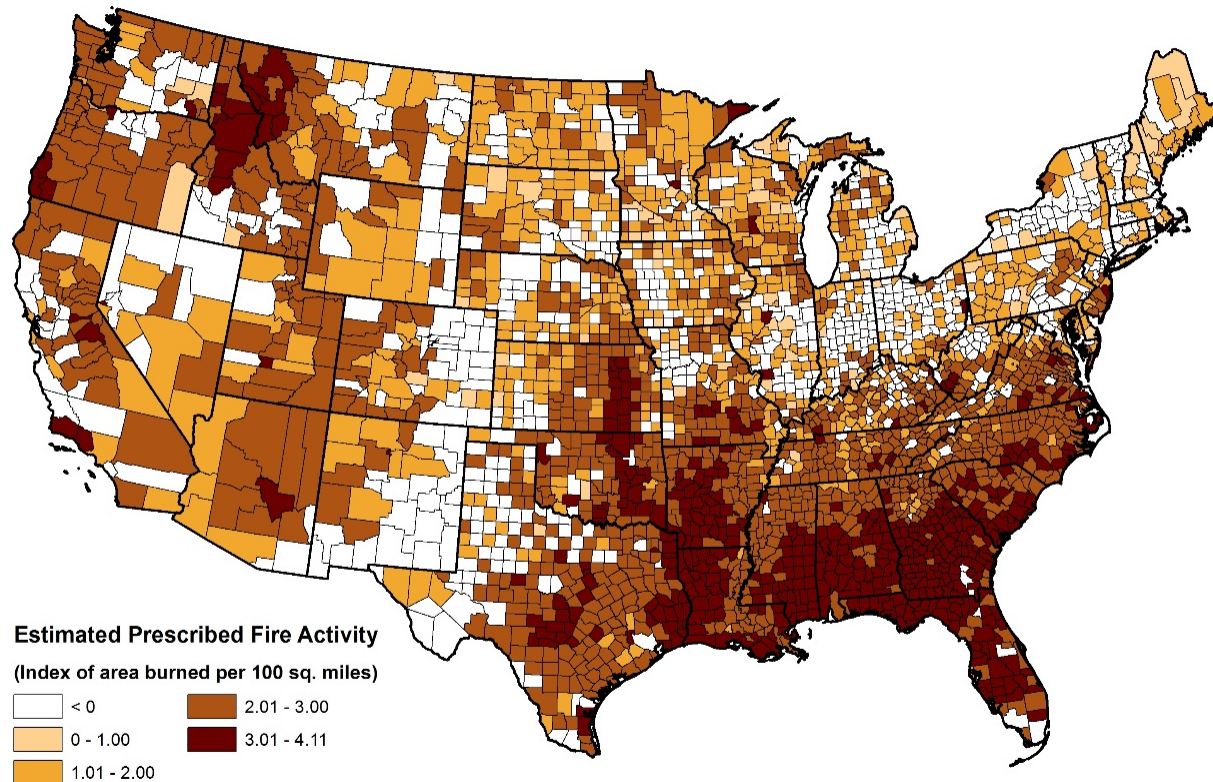 Estimated Prescribed Fire Activity
(Index of area burned per 100 sq. miles)
< 0
0 - 1.00
1.01 - 2.00
2.01 - 3.00
3.01 - 4.11